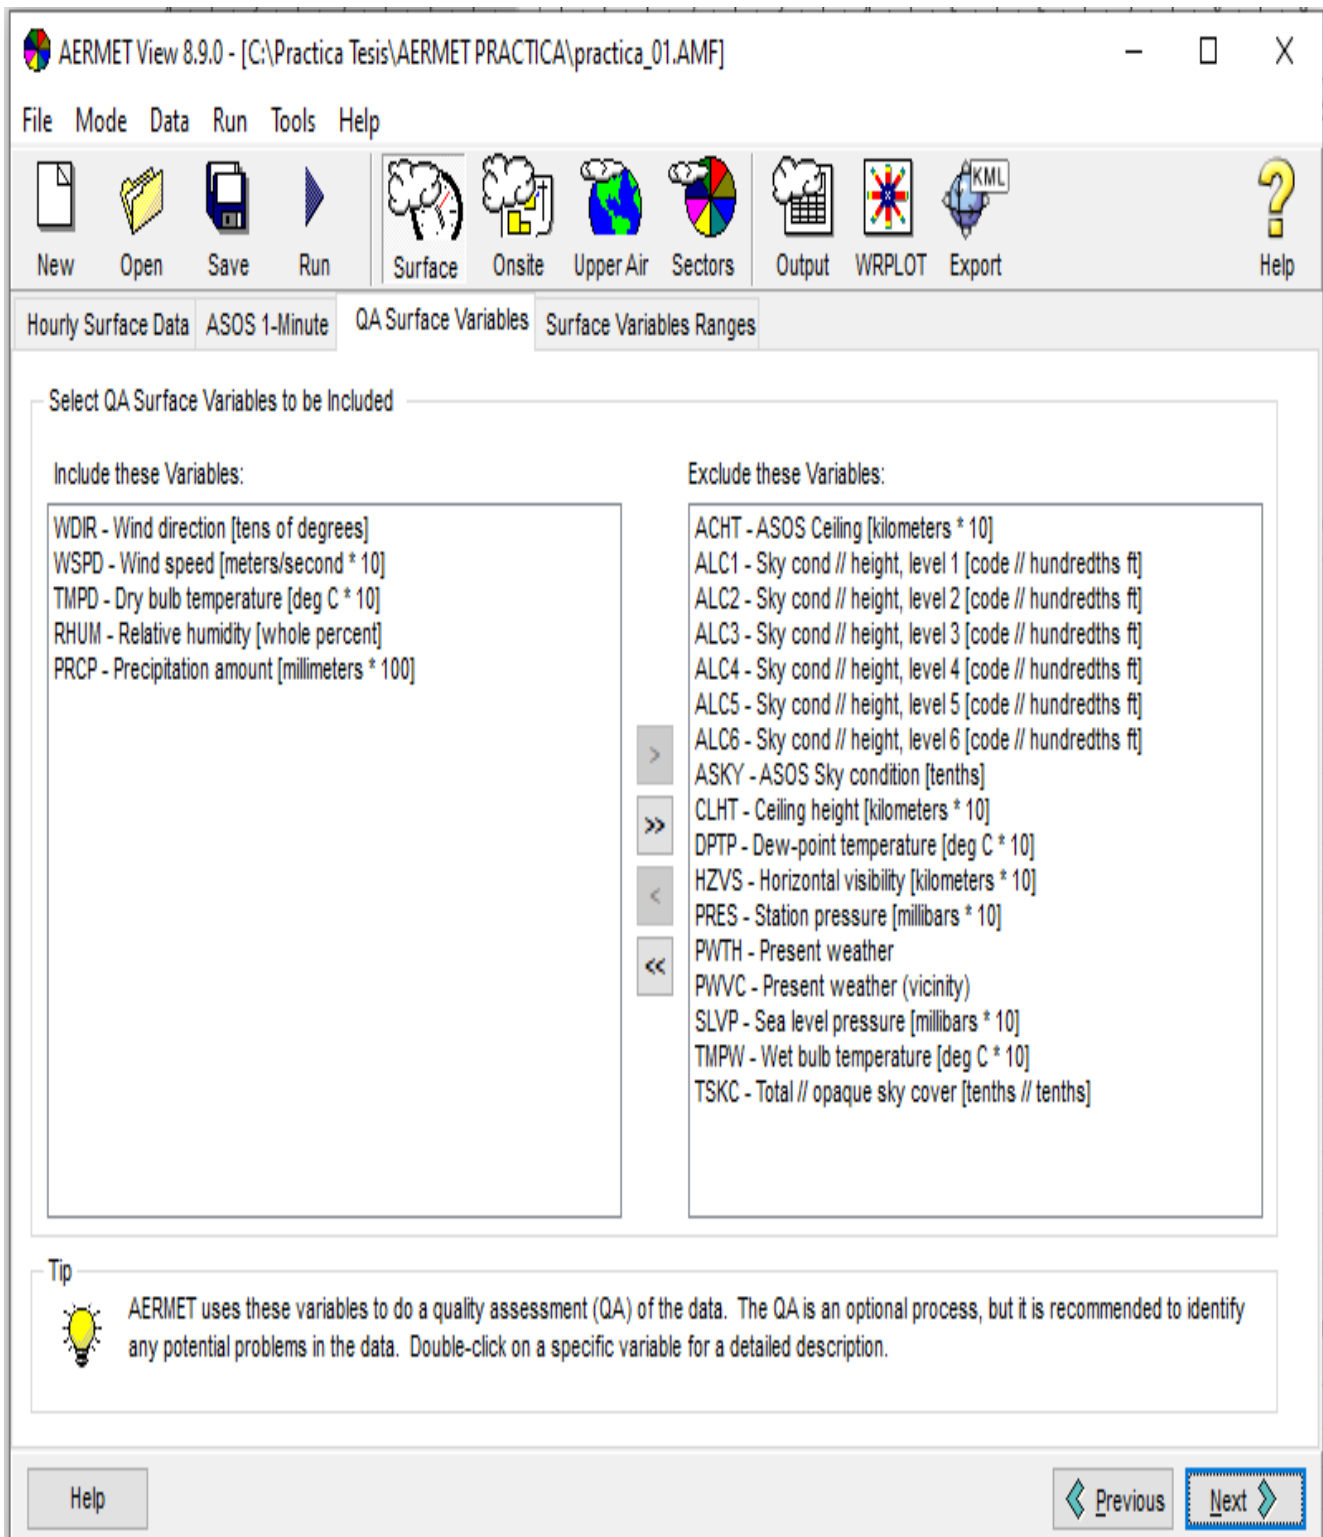 AERMET View 8.9.0 - [C:\Practica Tesis\AERMET PRACTICA\practica_01.AMF]
File Mode Data Run Tools Help
KML
New Open Save Run Surface Onsite Upper Air Sectors Output WRPLOT Export Help
Hourly Surface Data ASOS 1-Minute QA Surface Variables Surface Variables Ranges
Select QA Surface Variables to be Included
Include these Variables:
WDIR - Wind direction [tens of degrees]
WSPD - Wind speed [meters/second * 10]
TMPD - Dry bulb temperature [deg C * 10]
RHUM - Relative humidity [whole percent]
PRCP - Precipitation amount [millimeters * 100]
>
>>
<
<<
Exclude these Variables:
ACHT - ASOS Ceiling [kilometers * 10]
ALC1 - Sky cond // height, level 1 [code // hundredths ft]
ALC2 - Sky cond // height, level 2 [code // hundredths ft]
ALC3 - Sky cond // height, level 3 [code // hundredths ft]
ALC4 - Sky cond // height, level 4 [code // hundredths ft]
ALC5 - Sky cond // height, level 5 [code // hundredths ft]
ALC6 - Sky cond // height, level 6 [code // hundredths ft]
ASKY - ASOS Sky condition [tenths]
CLHT - Ceiling height [kilometers * 10]
DPTP - Dew-point temperature [deg C * 10]
HZVS - Horizontal visibility [kilometers * 10]
PRES - Station pressure [millibars * 10]
PWTH - Present weather
PWVC - Present weather (vicinity)
SLVP - Sea level pressure [millibars * 10]
TMPW - Wet bulb temperature [deg C * 10]
TSKC - Total // opaque sky cover [tenths // tenths]
Tip
AERMET uses these variables to do a quality assessment (QA) of the data. The QA is an optional process, but it is recommended to identify
any potential problems in the data. Double-click on a specific variable for a detailed description.
Help Previous Next